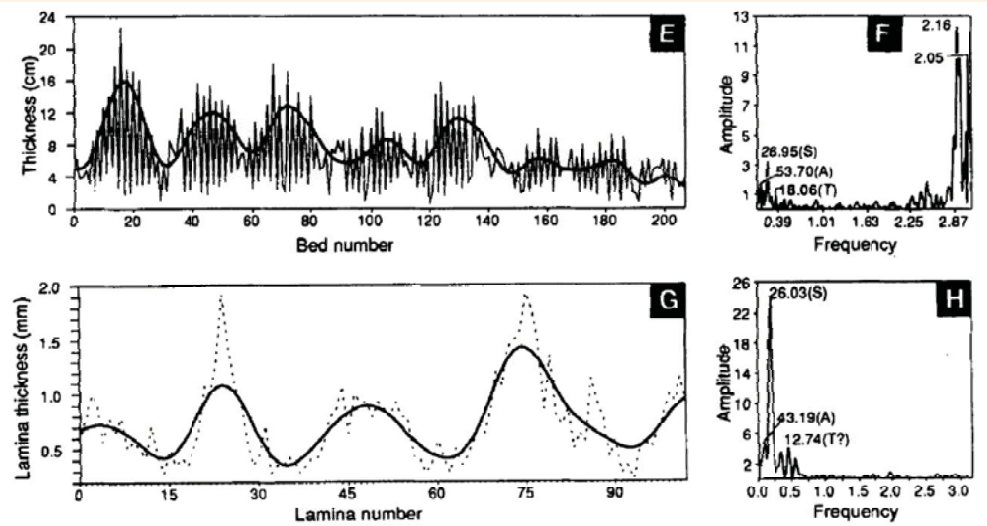 E
24
20
16
12
8
4
0
Thickness (cm)
0 20 40 60 80 100 120 140 160 180 200
Bed number
F
13
11
9
7
5
3
1
Amplitude
2.16
2.05
26.95(S)
53.70(A)
18.06(T)
0.39 1.01 1.63 2.25 2.87
Frequency
G
2.0
1.5
1.0
0.5
Lamina thickness (mm)
0 15 30 45 60 75 90
Lamina number
H
26
22
18
14
10
6
2
Amplitude
26.03(S)
43.19(A)
12.74(T?)
0.0 0.5 1.0 1.5 2.0 2.5 3.0
Frequency